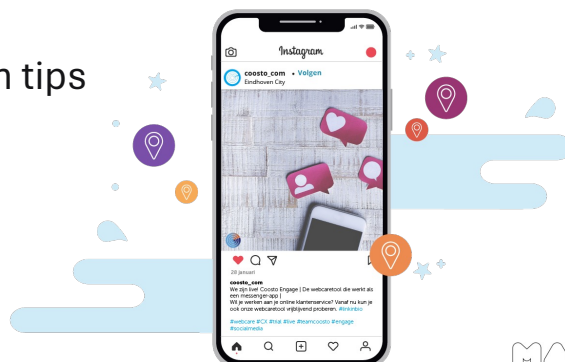 tips
Instagram
coosto_com • Volgen
Eindhoven City
28 januari
coosto_com
We zijn live! Coosto Engage | De webcaretool die werkt als
een messenger-app |
Wil je werken aan je online klantenservice? Vanaf nu kun je
ook onze webcaretool vrijblijvend proberen. #linkinbio
#webcare #trial #live #teamcoosto #engage
#socialmedia